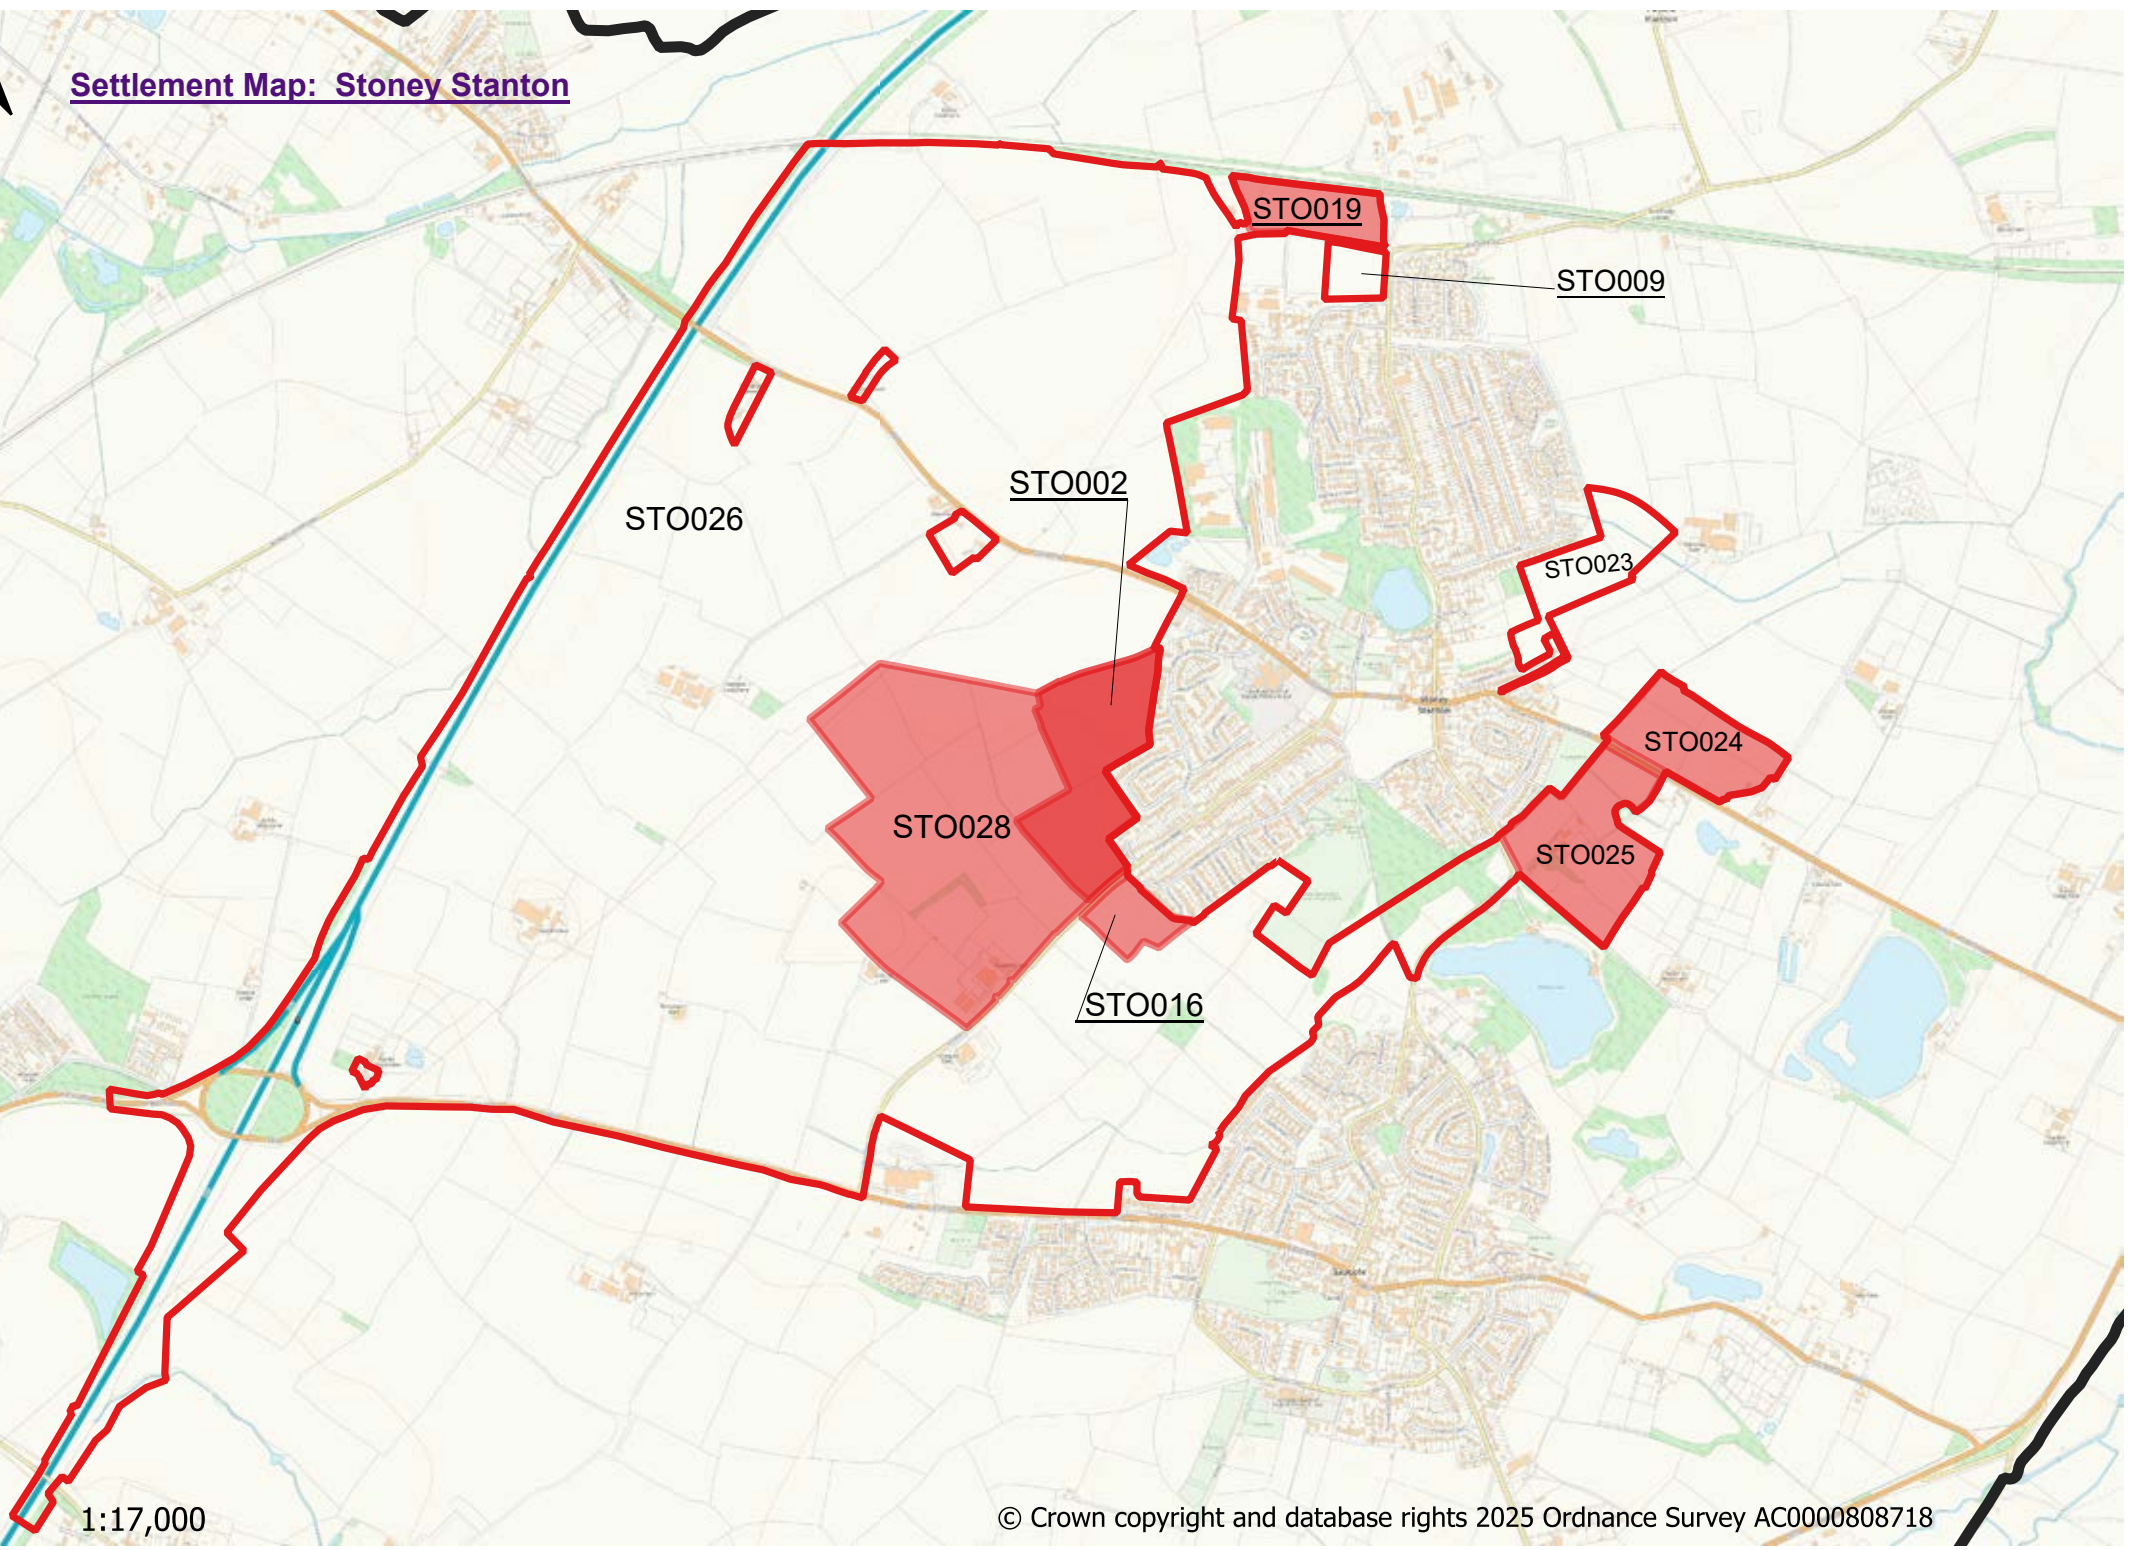 Settlement Map: Stoney Stanton
STO019
STO009
STO002
STO026
STO023
STO024
STO028
STO025
STO016
1:17,000
© Crown copyright and database rights 2025 Ordnance Survey AC0000808718